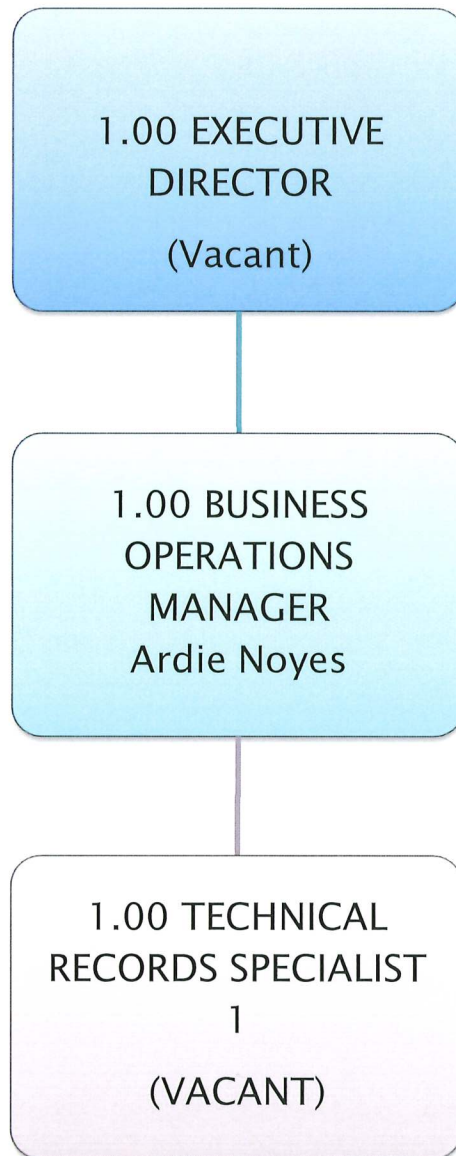 1.00 EXECUTIVE
DIRECTOR
(Vacant)
1.00 BUSINESS
OPERATIONS
MANAGER
Ardie Noyes
1.00 TECHNICAL
RECORDS SPECIALIST
1
(VACANT)